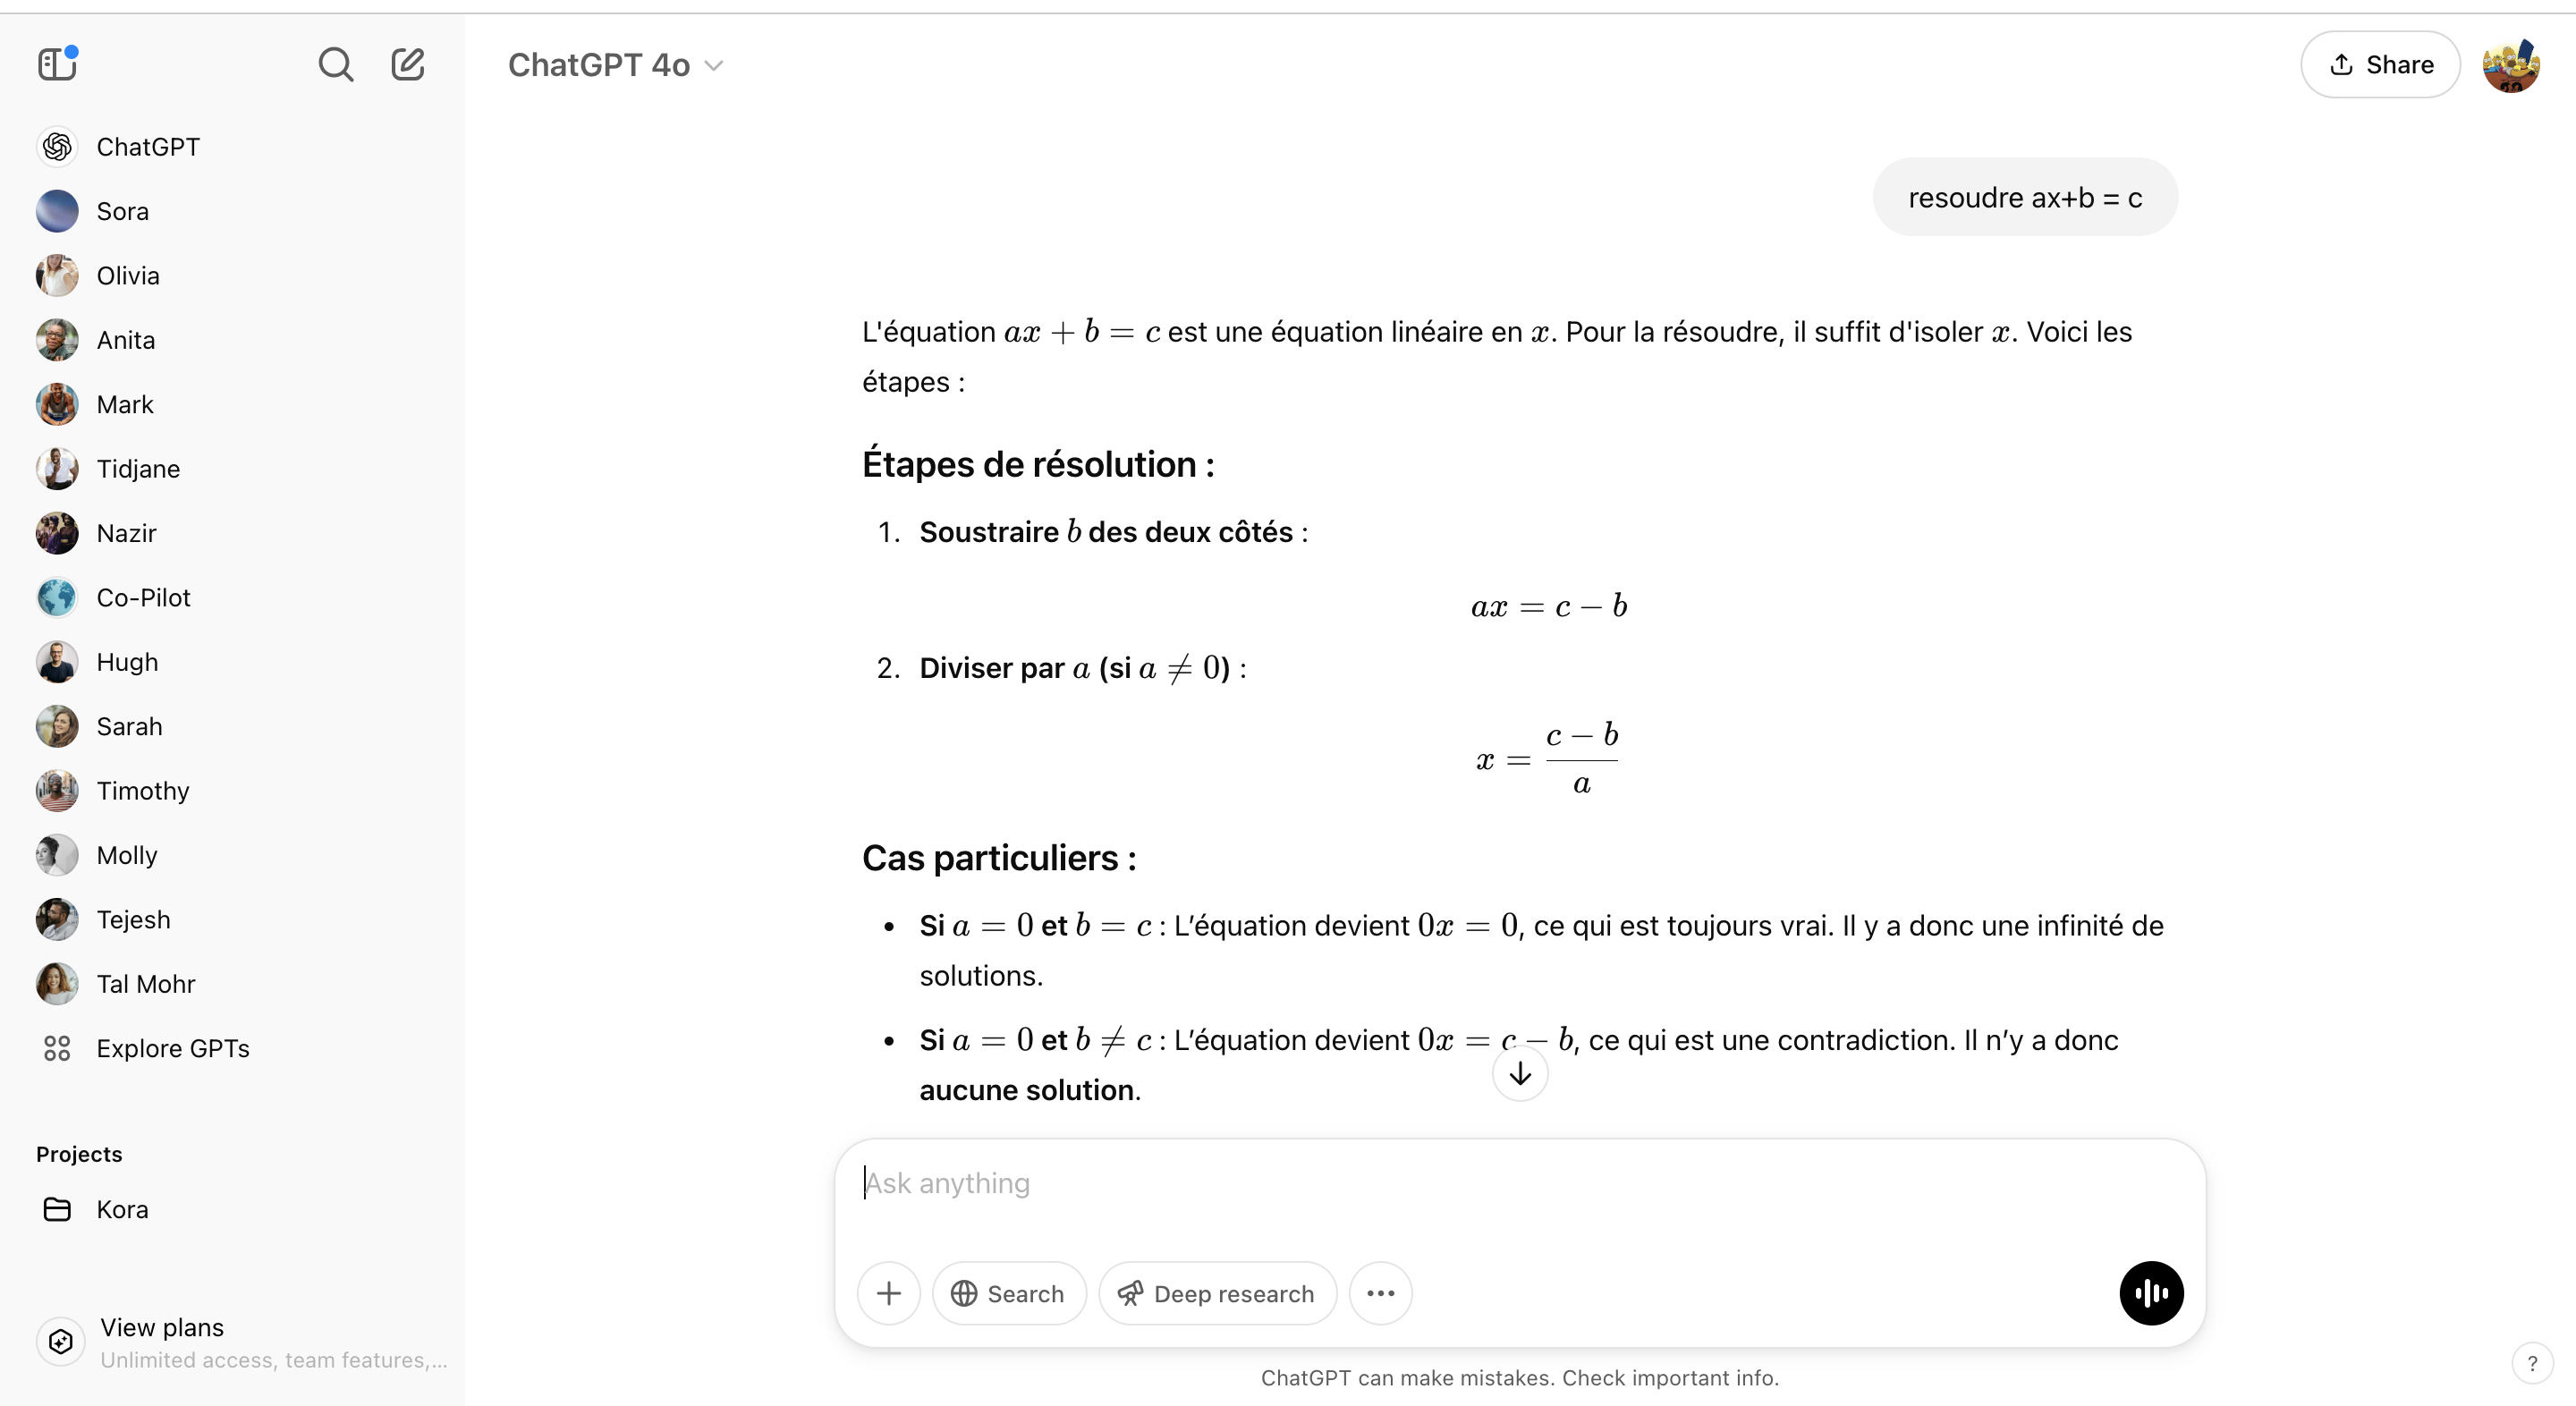 ChatGPT
Sora
Olivia
Anita
Mark
Tidjane
Nazir
Co-Pilot
Hugh
Sarah
Timothy
Molly
Tejesh
Tal Mohr
Explore GPTs
Projects
Kora
View plans
Unlimited access, team features,...
ChatGPT 4o
Share
resoudre ax+b = c
L'équation ax + b = c est une équation linéaire en x. Pour la résoudre, il suffit d'isoler x. Voici les
étapes :
Étapes de résolution :
1. Soustraire b des deux côtés :
ax = c − b
2. Diviser par a (si a ≠ 0) :
x = \frac{c − b}{a}
Cas particuliers :
• Si a = 0 et b = c : L’équation devient 0x = 0, ce qui est toujours vrai. Il y a donc une infinité de
solutions.
• Si a = 0 et b ≠ c : L’équation devient 0x = c − b, ce qui est une contradiction. Il n’y a donc
aucune solution.
Ask anything
Search
Deep research
ChatGPT can make mistakes. Check important info.
?